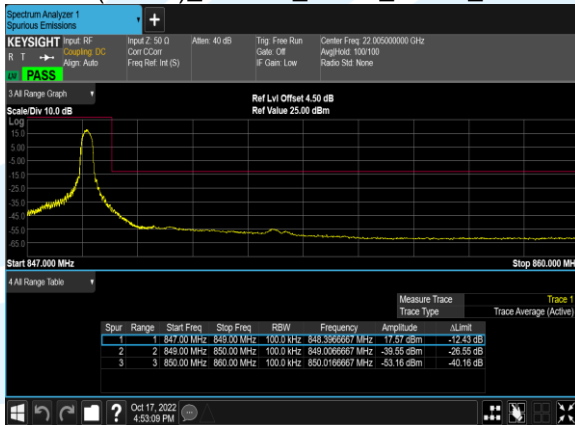 Spectrum Analyzer 1
Spurious Emissions
+
KEYSIGHT Input: RF Input Z: 50 Ω Atten: 40 dB Trig: Free Run Center Freq: 22.005000000 GHz
R T Coupling: DC Corr CCorr Gate: Off Avg|Hold: 100/100
Align: Auto Freq Ref: Int (S) IF Gain: Low Radio Std: None
PASS
3 All Range Graph
Ref Lvl Offset 4.50 dB
Scale/Div 10.0 dB Ref Value 25.00 dBm
Log
15.0
5.00
-5.00
-15.0
-25.0
-35.0
-45.0
-55.0
-65.0
Start 847.000 MHz Stop 860.000 MH
4 All Range Table
Measure Trace Trace 1
Trace Type Trace Average (Active)
Spur Range Start Freq Stop Freq RBW Frequency Amplitude ΔLimit
1 1 847.00 MHz 849.00 MHz 100.0 kHz 848.3966667 MHz 17.57 dBm -12.43 dB
2 2 849.00 MHz 850.00 MHz 100.0 kHz 849.0066667 MHz -39.55 dBm -26.55 dB
3 3 850.00 MHz 860.00 MHz 100.0 kHz 850.0166667 MHz -53.16 dBm -40.16 dB
? Oct 17, 2022
4:53:09 PM